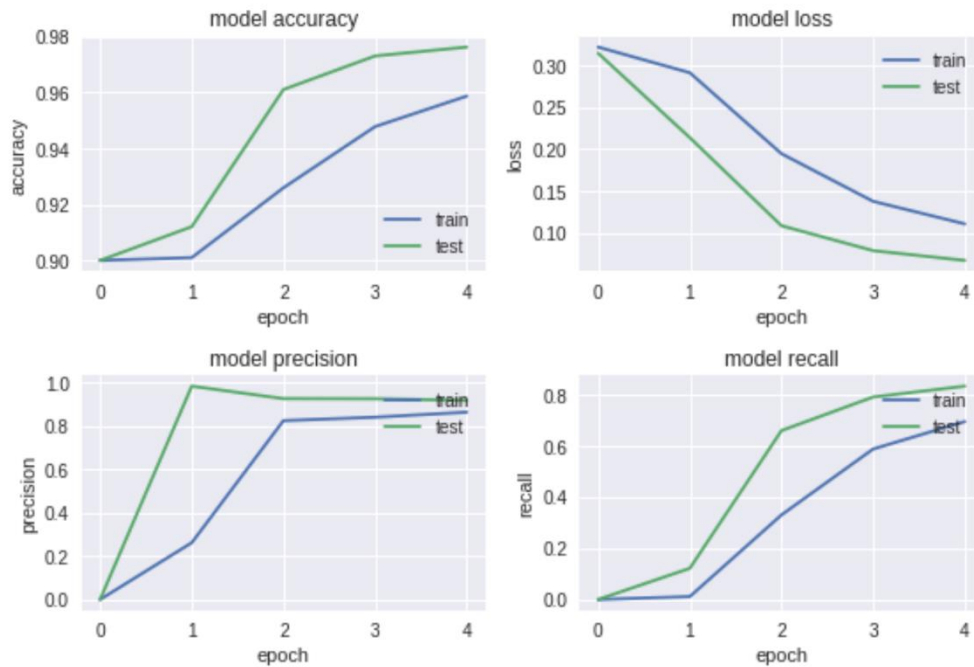 model accuracy
0.98
0.96
0.94
0.92
0.90
accuracy
train
test
0 1 2 3 4
epoch
model loss
0.30
0.25
0.20
0.15
0.10
loss
train
test
0 1 2 3 4
epoch
model precision
1.0
0.8
0.6
0.4
0.2
0.0
precision
train
test
0 1 2 3 4
epoch
model recall
0.8
0.6
0.4
0.2
0.0
recall
train
test
0 1 2 3 4
epoch